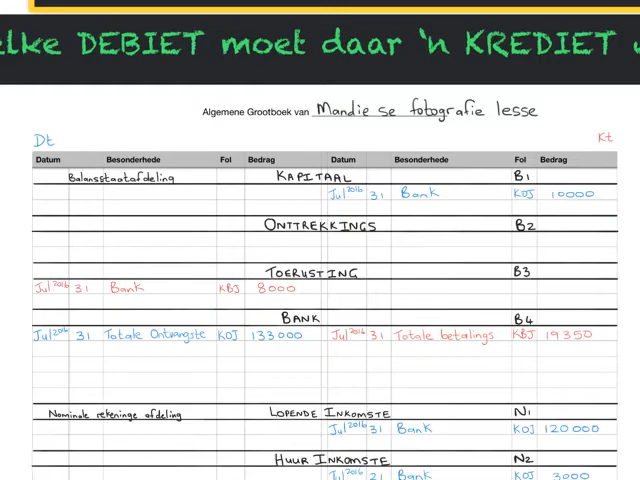 elke DEBIET moet daar 'n KREDIET
Algemene Grootboek van Mandie se fotografie lesse
Dt Kt
Datum Besonderhede Fol Bedrag Datum Besonderhede Fol Bedrag
Balansstaatafdeling KAPITAAL B1
Jul 2016 31 Bank KOJ 10000
ONTTREKKINGS B2
TOERUSTING B3
Jul 2016 31 Bank KBJ 8000
BANK B4
Jul 2016 31 Totale Ontvangste KOJ 133000 Jul 2016 31 Totale betalings KBJ 19350
Nominale rekeninge afdeling LOPENDE INKOMSTE N1
Jul 2016 31 Bank KOJ 120000
HUUR INKOMSTE N2
Jul 2016 Bank KOJ 3000